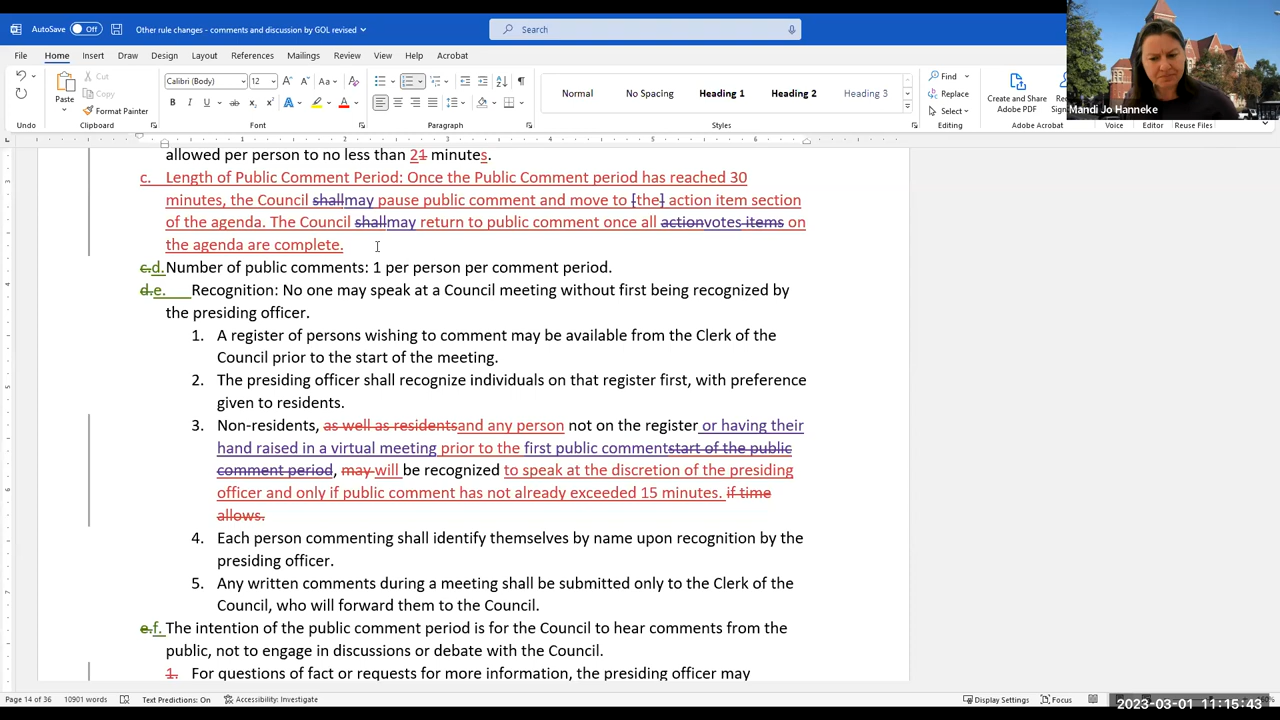 AutoSave Off Other rule changes - comments and discussion by GOL revised Search
File Home Insert Draw Design Layout References Mailings Review View Help Acrobat
Calibri (Body) 12 Cut Copy Format Painter Paste
Normal No Spacing Heading 1 Heading 2 Heading 3
Find Replace Select Create and Share Adobe PDF
Mandi Jo Hanneke
Undo Clipboard Font Paragraph Styles Editing Adobe Acrobat Voice Editor Reuse Files
allowed per person to no less than 21 minutes.
c. Length of Public Comment Period: Once the Public Comment period has reached 30
minutes, the Council shallmay pause public comment and move to [the] action item section
of the agenda. The Council shallmay return to public comment once all actionvotes items on
the agenda are complete.
c.d. Number of public comments: 1 per person per comment period.
d.e. Recognition: No one may speak at a Council meeting without first being recognized by
the presiding officer.
1. A register of persons wishing to comment may be available from the Clerk of the
Council prior to the start of the meeting.
2. The presiding officer shall recognize individuals on that register first, with preference
given to residents.
3. Non-residents, as well as residentsand any person not on the register or having their
hand raised in a virtual meeting prior to the first public commentstart of the public
comment period, may will be recognized to speak at the discretion of the presiding
officer and only if public comment has not already exceeded 15 minutes. if time
allows.
4. Each person commenting shall identify themselves by name upon recognition by the
presiding officer.
5. Any written comments during a meeting shall be submitted only to the Clerk of the
Council, who will forward them to the Council.
e.f. The intention of the public comment period is for the Council to hear comments from the
public, not to engage in discussions or debate with the Council.
1. For questions of fact or requests for more information, the presiding officer may
Page 14 of 36 10901 words Text Predictions: On Accessibility: Investigate Display Settings Focus
2023-03-01 11:15:43